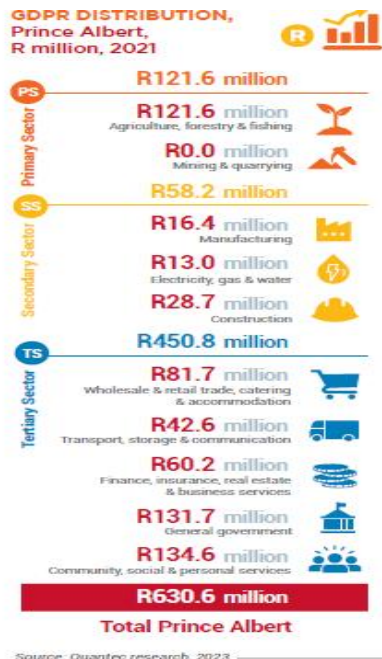 GDPR DISTRIBUTION,
Prince Albert,
R million, 2021
R
R121.6 million
PS
Primary Sector
R121.6 million
Agriculture, forestry & fishing
R0.0 million
Mining & quarrying
R58.2 million
SS
Secondary Sector
R16.4 million
Manufacturing
R13.0 million
Electricity, gas & water
R28.7 million
Construction
R450.8 million
TS
Tertiary Sector
R81.7 million
Wholesale & retail trade, catering
& accommodation
R42.6 million
Transport, storage & communication
R60.2 million
Finance, insurance, real estate
& business services
R131.7 million
General government
R134.6 million
Community, social & personal services
R630.6 million
Total Prince Albert
Source: Quantec research, 2023